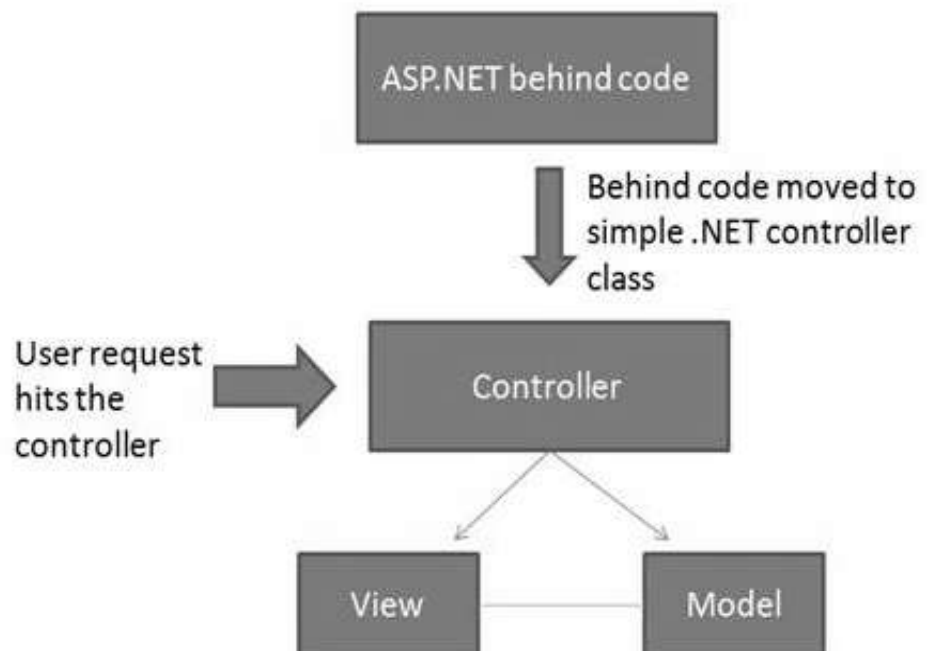 ASP.NET behind code
Behind code moved to
simple .NET controller
class
User request
hits the
controller
Controller
View
Model